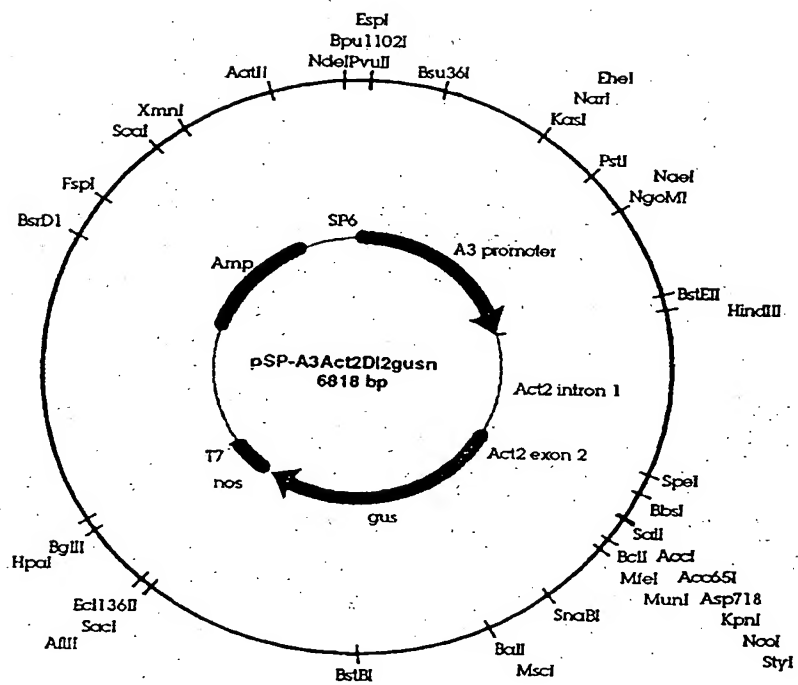 EspI
Bpu1102I
NdeI PvuII
Bsu36I
EheI
NarI
KasI
PstI
NaeI
NgoMI
BstEII
HindIII
AatII
XmnI
ScaI
FspI
BsrD1
SP6
A3 promoter
Amp
pSP-A3Act2DI2gusn
6818 bp
Act2 intron 1
Act2 exon 2
T7
nos
gus
SpeI
BbsI
SalI
BclI AccI
MfeI Acc65I
MunI Asp718
KpnI
NcoI
StyI
SnaBI
BalI
MscI
BstBI
BglII
HpaI
Ecl136II
SacI
AflII